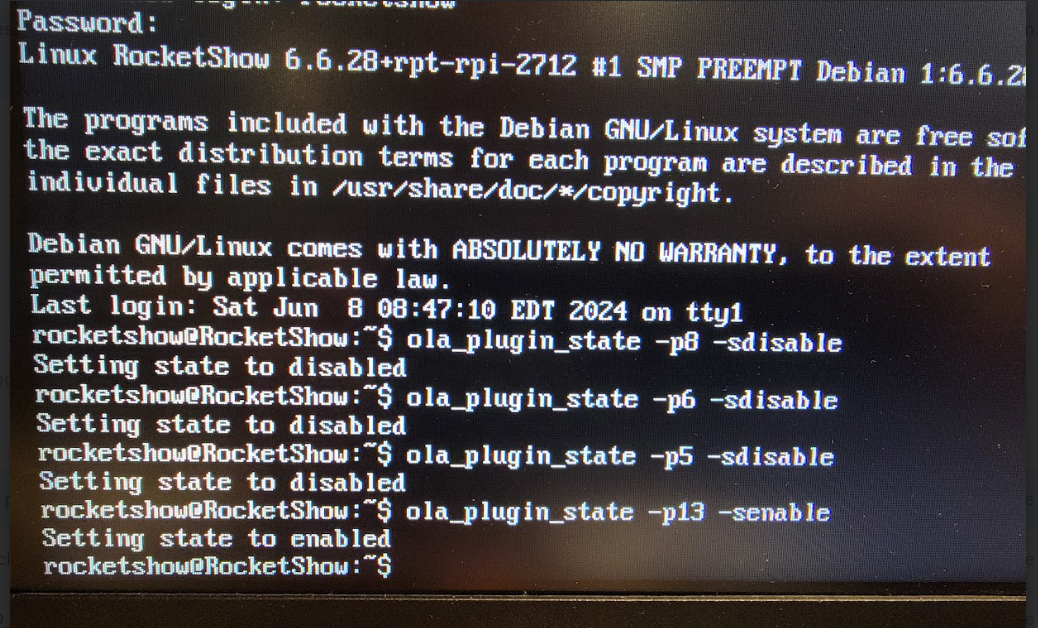 login: rocketshow
Password:
Linux RocketShow 6.6.28+rpt-rpi-2712 #1 SMP PREEMPT Debian 1:6.6.28
The programs included with the Debian GNU/Linux system are free sof
the exact distribution terms for each program are described in the
individual files in /usr/share/doc/*/copyright.
Debian GNU/Linux comes with ABSOLUTELY NO WARRANTY, to the extent
permitted by applicable law.
Last login: Sat Jun  8 08:47:10 EDT 2024 on tty1
rocketshow@RocketShow:~$ ola_plugin_state -p8 -sdisable
Setting state to disabled
rocketshow@RocketShow:~$ ola_plugin_state -p6 -sdisable
Setting state to disabled
rocketshow@RocketShow:~$ ola_plugin_state -p5 -sdisable
Setting state to disabled
rocketshow@RocketShow:~$ ola_plugin_state -p13 -senable
Setting state to enabled
rocketshow@RocketShow:~$